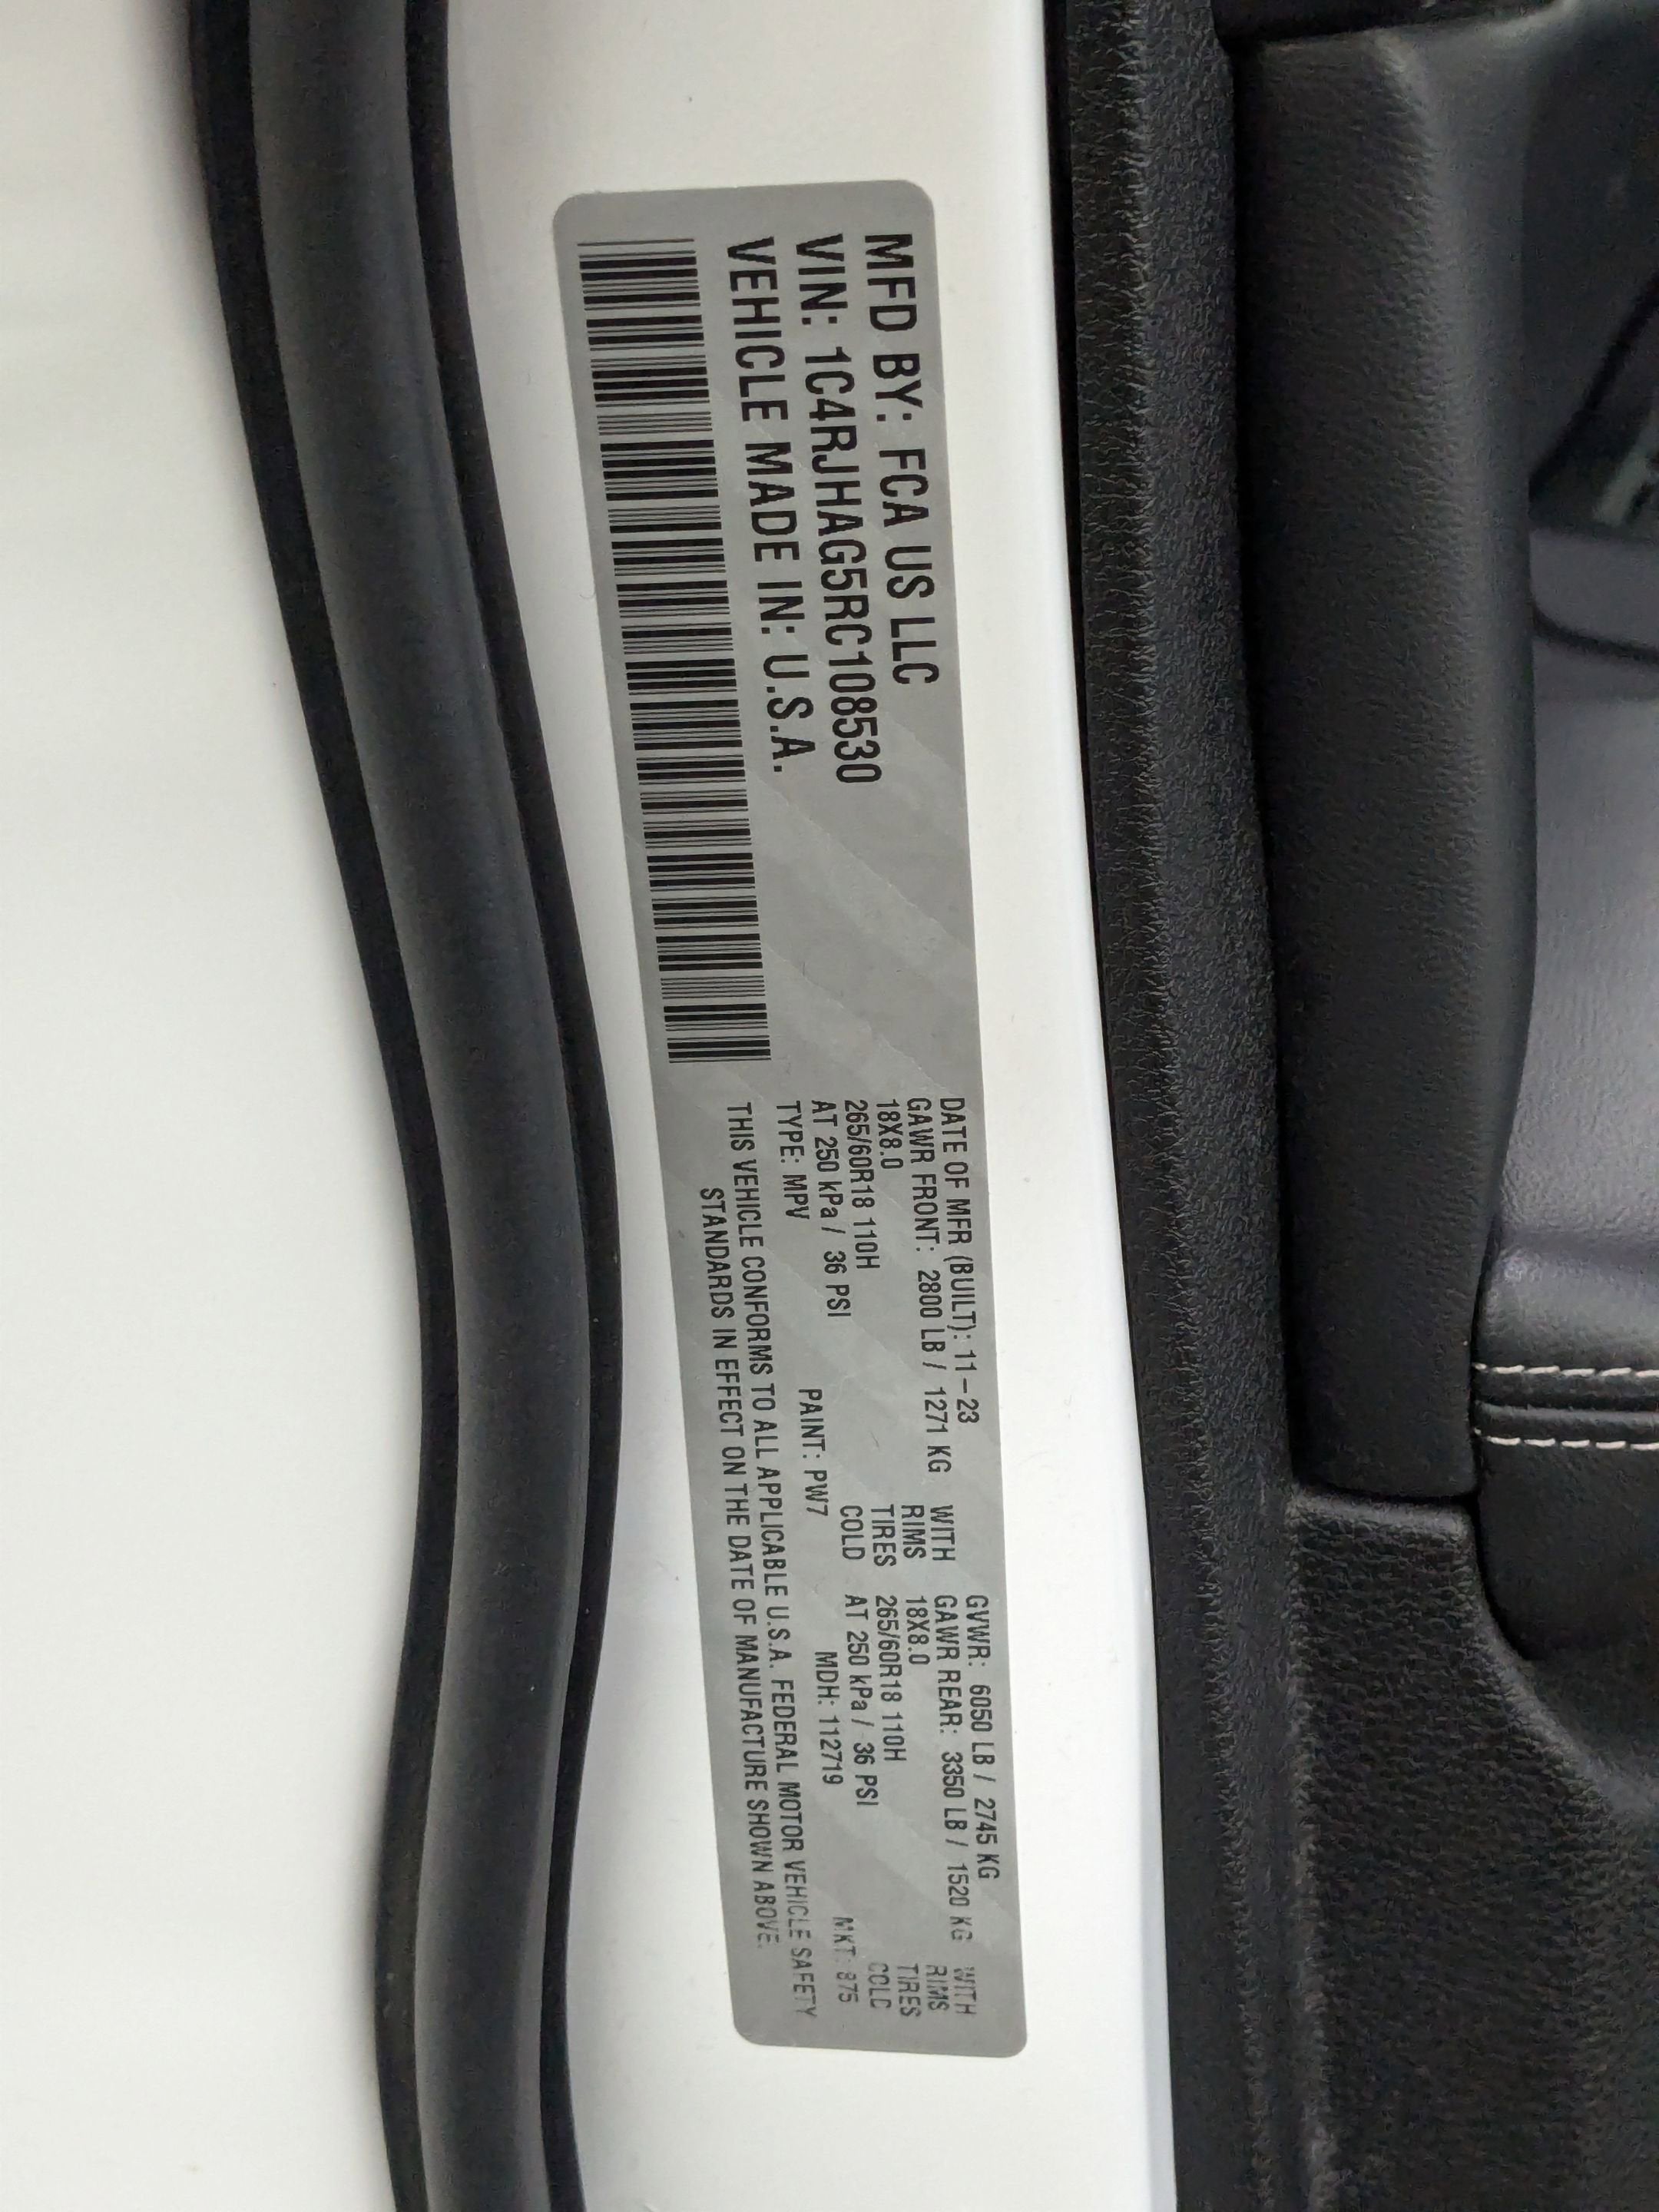 MFD BY: FCA US LLC
VIN: 1C4RJHAG5RC108530
VEHICLE MADE IN: U.S.A.
DATE OF MFR (BUILT): 11-23 GVWR: 6050 LB / 2745 KG
GAWR FRONT: 2800 LB / 1271 KG WITH GAWR REAR: 3350 LB / 1520 KG WITH
18X8.0 RIMS 18X8.0 RIMS
265/60R18 110H TIRES 265/60R18 110H TIRES
AT 250 kPa / 36 PSI COLD AT 250 kPa / 36 PSI COLD
TYPE: MPV PAINT: PW7 MDH: 112719 MKT: 875
THIS VEHICLE CONFORMS TO ALL APPLICABLE U.S.A. FEDERAL MOTOR VEHICLE SAFETY
STANDARDS IN EFFECT ON THE DATE OF MANUFACTURE SHOWN ABOVE.